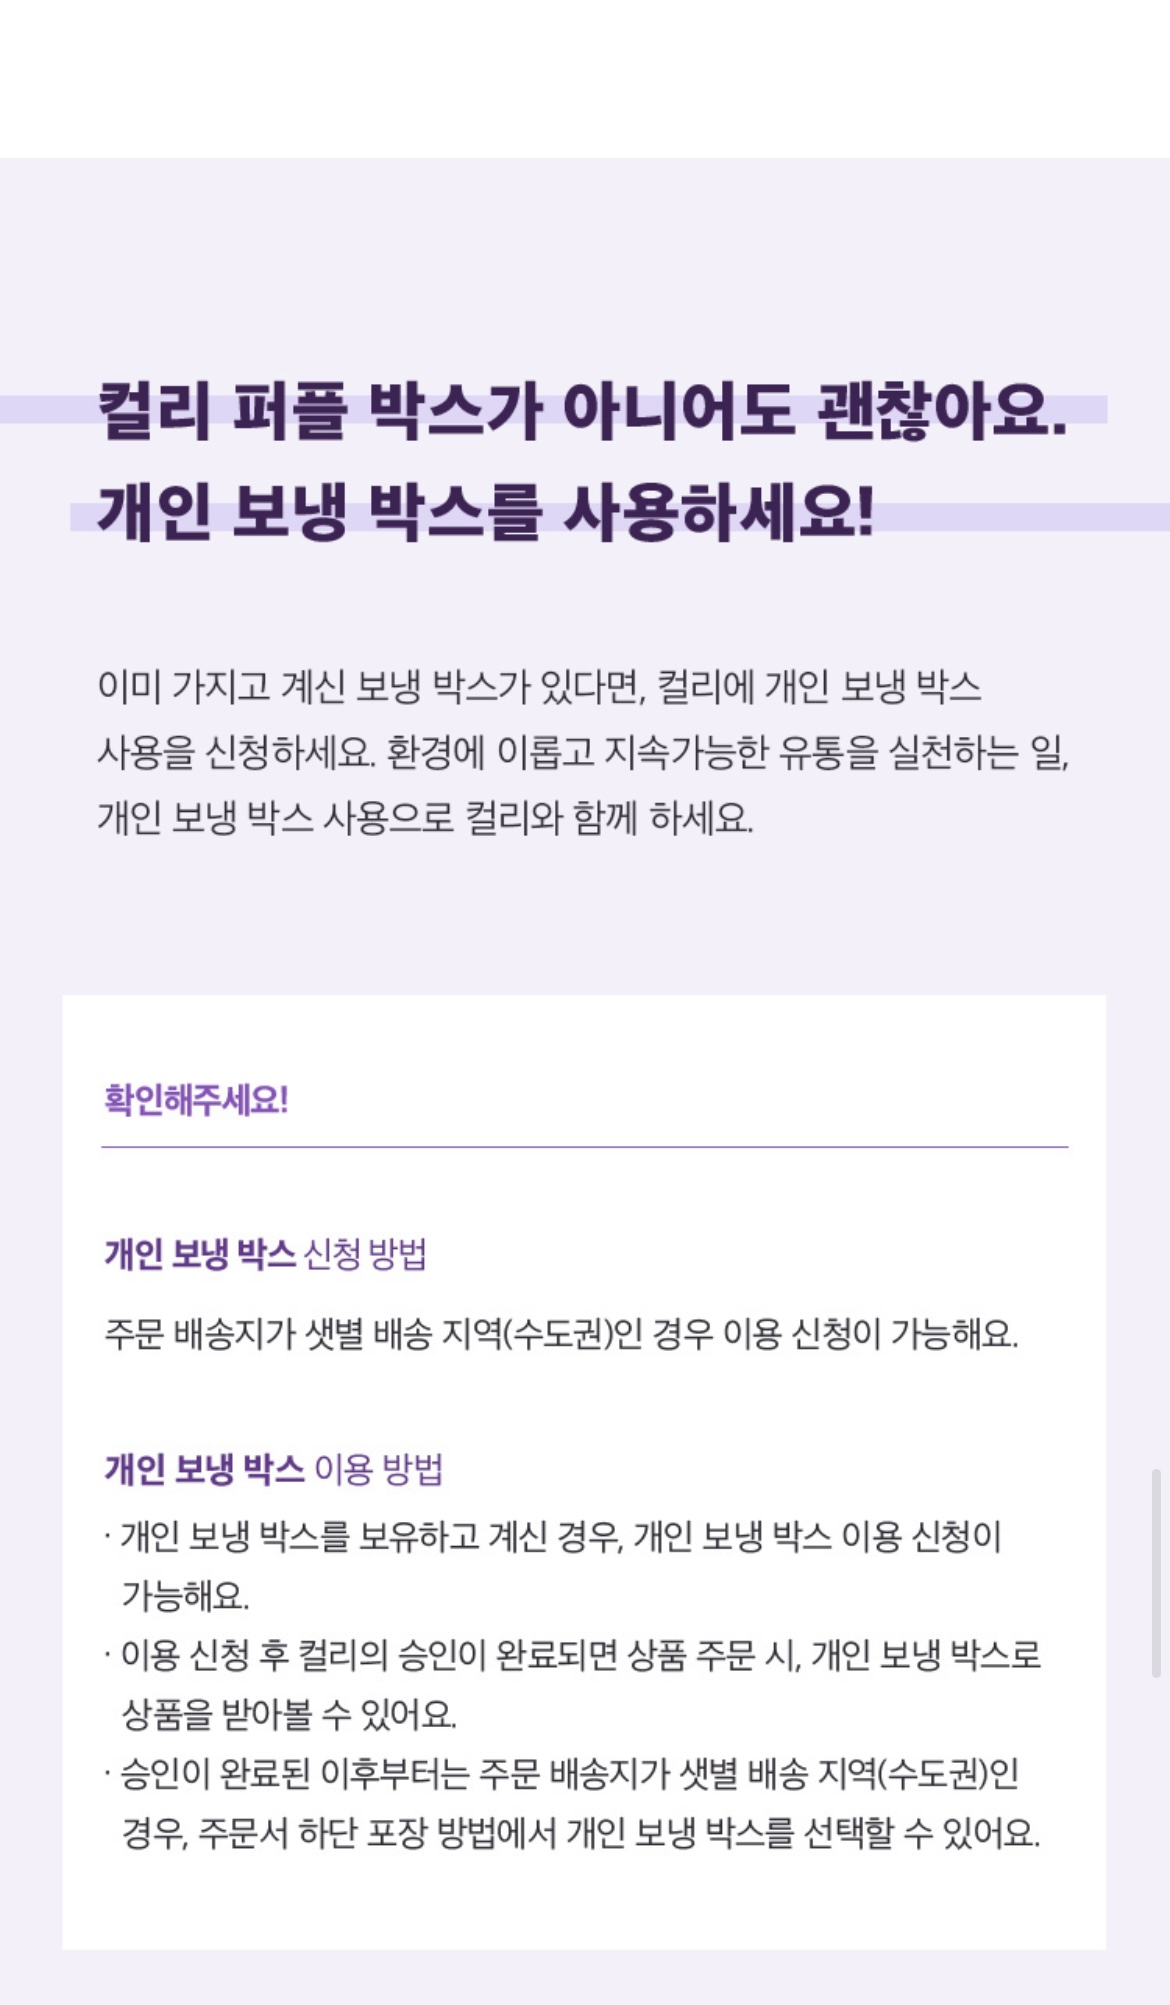 컬리 퍼플 박스가 아니어도 괜찮아요.
개인 보냉 박스를 사용하세요!
이미 가지고 계신 보냉 박스가 있다면, 컬리에 개인 보냉 박스
사용을 신청하세요. 환경에 이롭고 지속가능한 유통을 실천하는 일,
개인 보냉 박스 사용으로 컬리와 함께 하세요.
확인해주세요!
개인 보냉 박스 신청 방법
주문 배송지가 샛별 배송 지역(수도권)인 경우 이용 신청이 가능해요.
개인 보냉 박스 이용 방법
· 개인 보냉 박스를 보유하고 계신 경우, 개인 보냉 박스 이용 신청이
가능해요.
· 이용 신청 후 컬리의 승인이 완료되면 상품 주문 시, 개인 보냉 박스로
상품을 받아볼 수 있어요.
· 승인이 완료된 이후부터는 주문 배송지가 샛별 배송 지역(수도권)인
경우, 주문서 하단 포장 방법에서 개인 보냉 박스를 선택할 수 있어요.